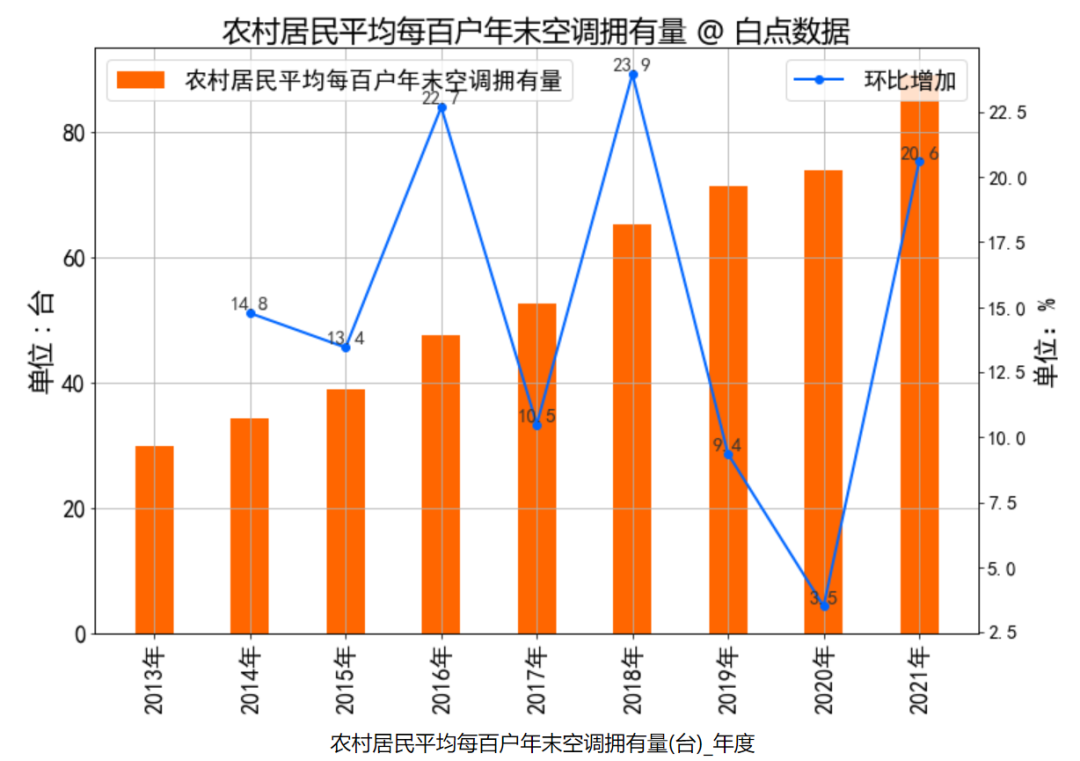 农村居民平均每百户年末空调拥有量 @ 白点数据
农村居民平均每百户年末空调拥有量
环比增加
单位：台
80
60
40
20
0
14.8
13.4
22.7
10.5
23.9
9.4
3.5
20.6
22.5
20.0
17.5
15.0
12.5
10.0
7.5
5.0
2.5
单位: %
2013年
2014年
2015年
2016年
2017年
2018年
2019年
2020年
2021年
农村居民平均每百户年末空调拥有量(台)_年度